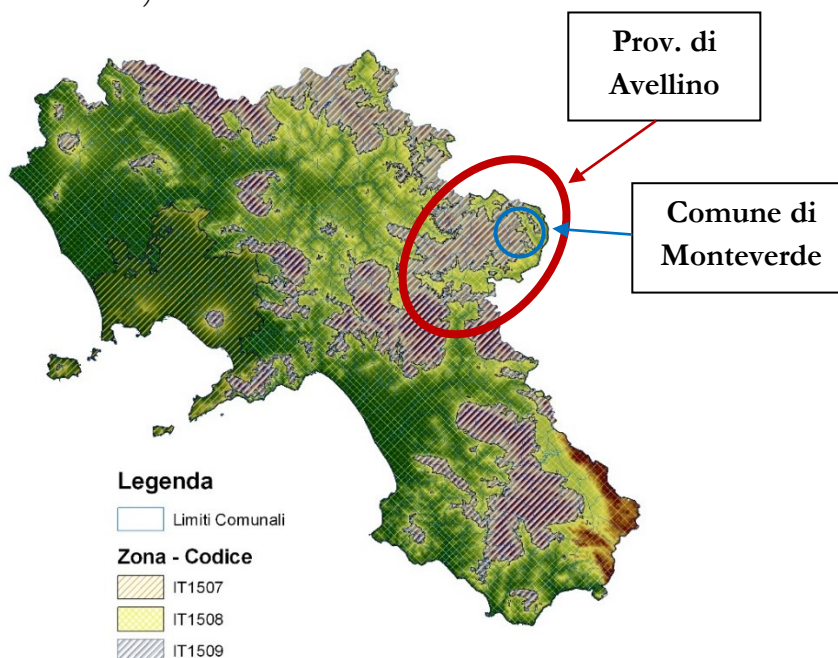 Prov. di
Avellino
Comune di
Monteverde
Legenda
Limiti Comunali
Zona - Codice
IT1507
IT1508
IT1509